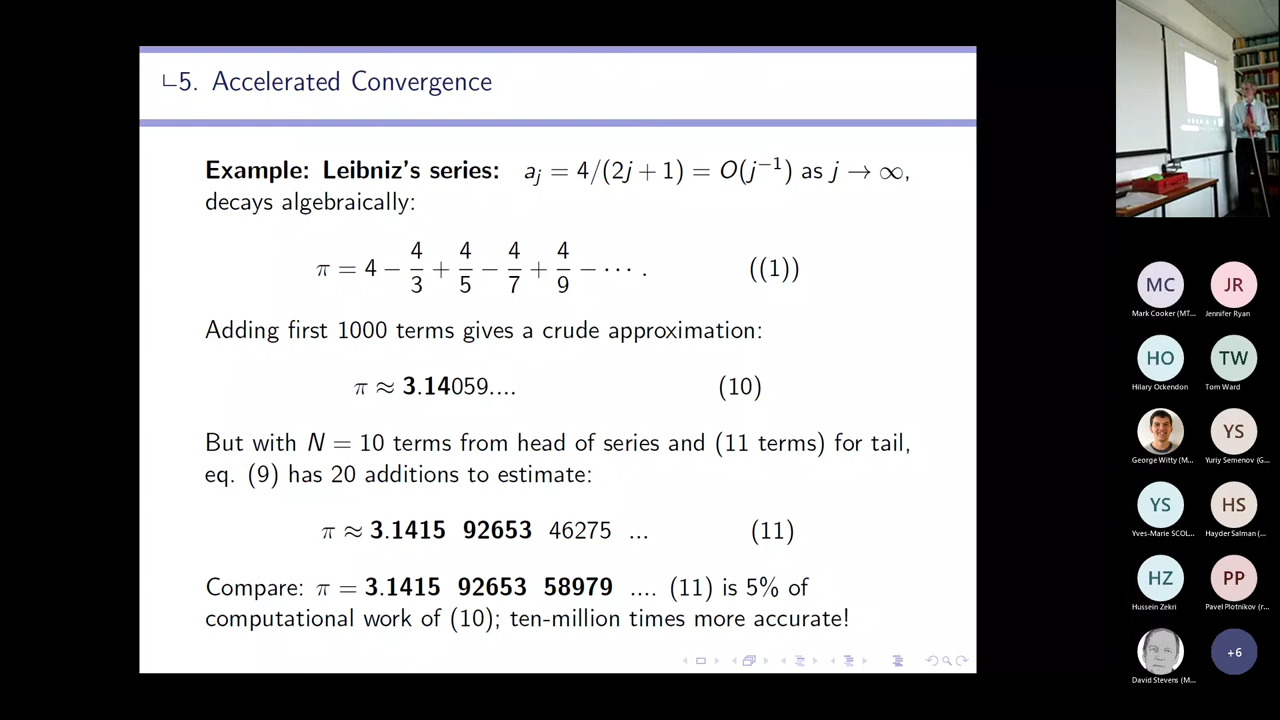 5. Accelerated Convergence
Example: Leibniz's series: a_j = 4/(2j + 1) = O(j⁻¹) as j → ∞,
decays algebraically:
π = 4 − 4/3 + 4/5 − 4/7 + 4/9 − ⋯ . ((1))
Adding first 1000 terms gives a crude approximation:
π ≈ 3.14059.... (10)
But with N = 10 terms from head of series and (11 terms) for tail,
eq. (9) has 20 additions to estimate:
π ≈ 3.1415 92653 46275 ... (11)
Compare: π = 3.1415 92653 58979 .... (11) is 5% of
computational work of (10); ten-million times more accurate!
MC
JR
Mark Cooker (MT...
Jennifer Ryan
HO
TW
Hilary Ockendon
Tom Ward
YS
George Witty (M...
Yuriy Semenov (G...
YS
HS
Yves-Marie SCOL...
Hayder Salman (...
HZ
PP
Hussein Zekri
Pavel Plotnikov (r...
+6
David Stevens (M...